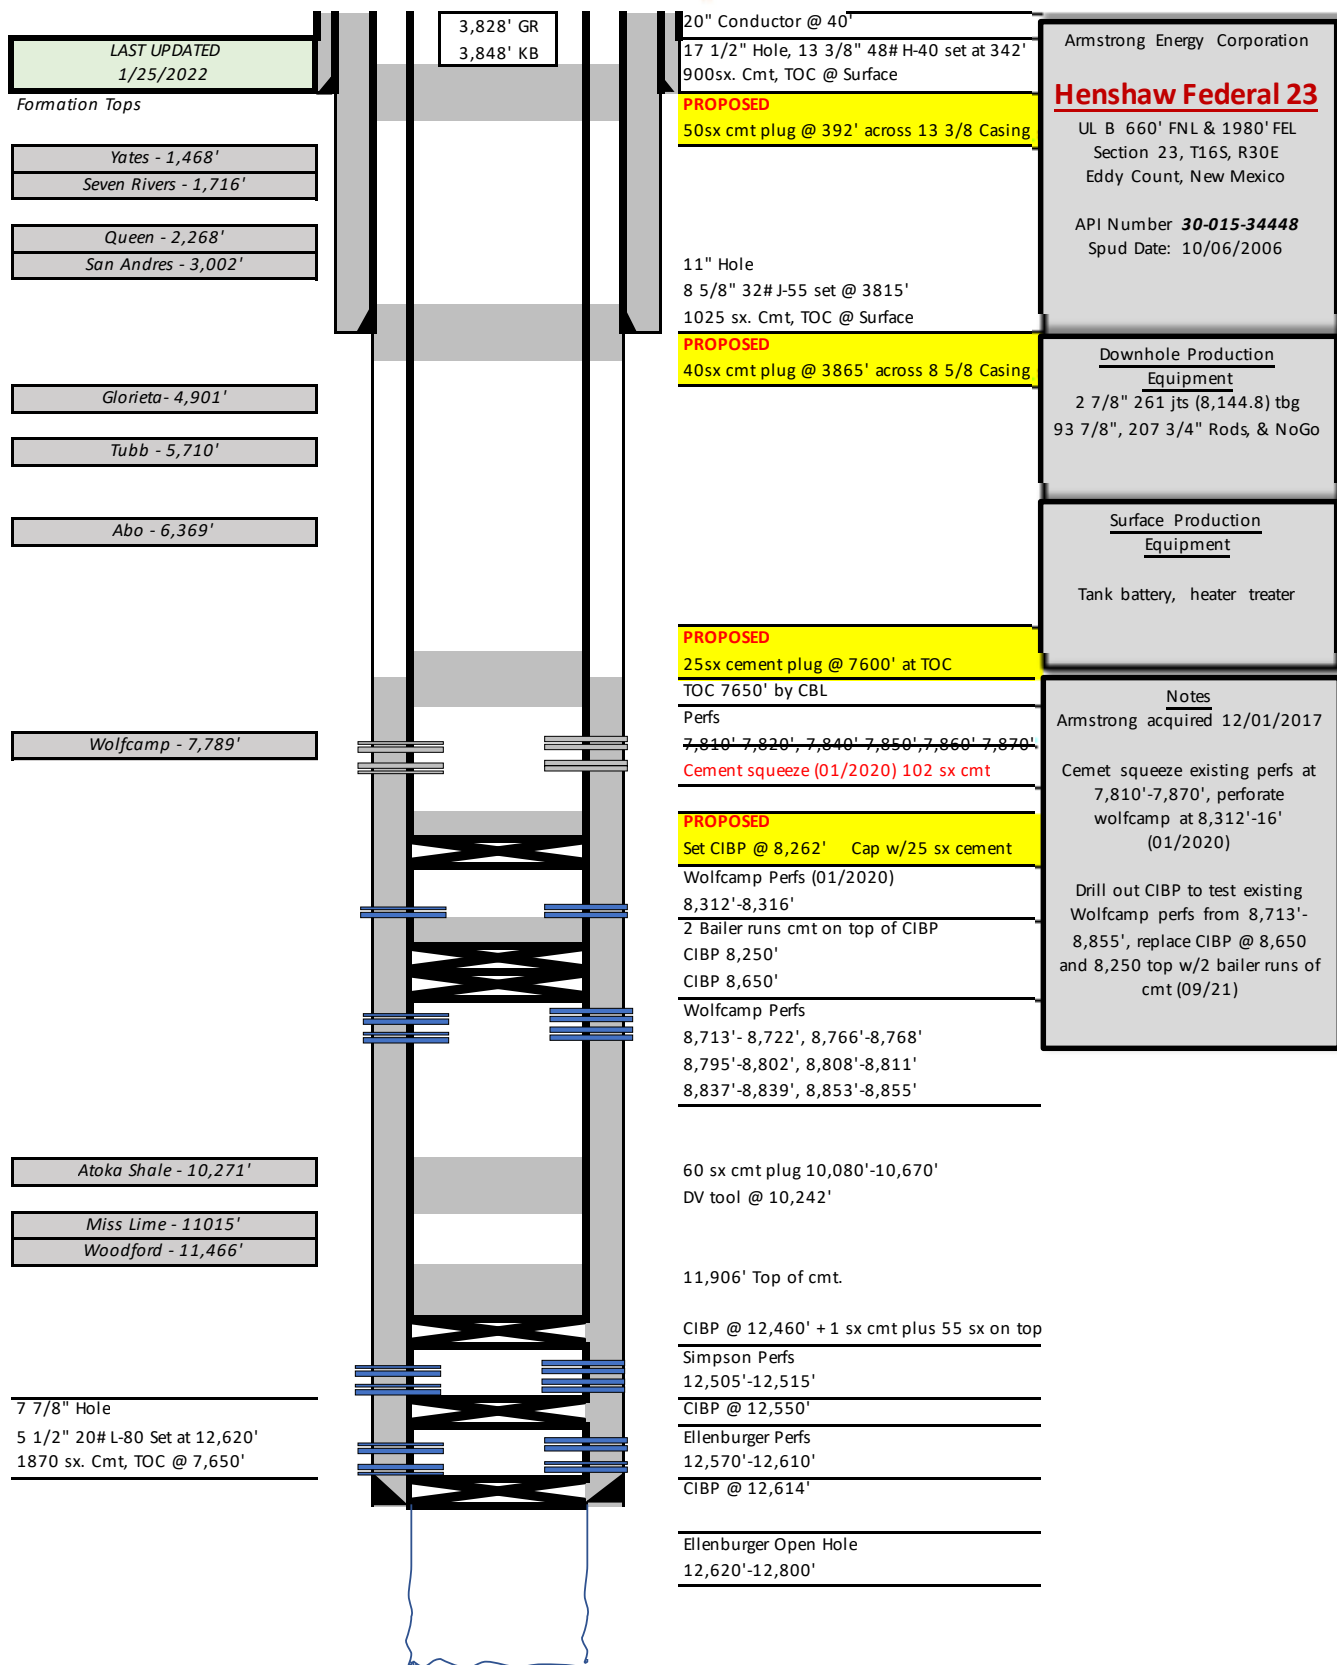 3,828' GR
3,848' KB
LAST UPDATED
1/25/2022
Formation Tops
Yates - 1,468'
Seven Rivers - 1,716'
Queen - 2,268'
San Andres - 3,002'
Glorieta- 4,901'
Tubb - 5,710'
Abo - 6,369'
Wolfcamp - 7,789'
Atoka Shale - 10,271'
Miss Lime - 11015'
Woodford - 11,466'
7 7/8" Hole
5 1/2" 20# L-80 Set at 12,620'
1870 sx. Cmt, TOC @ 7,650'
20" Conductor @ 40'
17 1/2" Hole, 13 3/8" 48# H-40 set at 342'
900sx. Cmt, TOC @ Surface
PROPOSED
50sx cmt plug @ 392' across 13 3/8 Casing
11" Hole
8 5/8" 32# J-55 set @ 3815'
1025 sx. Cmt, TOC @ Surface
PROPOSED
40sx cmt plug @ 3865' across 8 5/8 Casing
PROPOSED
25sx cement plug @ 7600' at TOC
TOC 7650' by CBL
Perfs
7,810'-7,820', 7,840'-7,850',7,860'-7,870'
Cement squeeze (01/2020) 102 sx cmt
PROPOSED
Set CIBP @ 8,262' Cap w/25 sx cement
Wolfcamp Perfs (01/2020)
8,312'-8,316'
2 Bailer runs cmt on top of CIBP
CIBP 8,250'
CIBP 8,650'
Wolfcamp Perfs
8,713'- 8,722', 8,766'-8,768'
8,795'-8,802', 8,808'-8,811'
8,837'-8,839', 8,853'-8,855'
60 sx cmt plug 10,080'-10,670'
DV tool @ 10,242'
11,906' Top of cmt.
CIBP @ 12,460' + 1 sx cmt plus 55 sx on top
Simpson Perfs
12,505'-12,515'
CIBP @ 12,550'
Ellenburger Perfs
12,570'-12,610'
CIBP @ 12,614'
Ellenburger Open Hole
12,620'-12,800'
Armstrong Energy Corporation
Henshaw Federal 23
UL B 660' FNL & 1980' FEL
Section 23, T16S, R30E
Eddy Count, New Mexico
API Number 30-015-34448
Spud Date: 10/06/2006
Downhole Production
Equipment
2 7/8" 261 jts (8,144.8) tbg
93 7/8", 207 3/4" Rods, & NoGo
Surface Production
Equipment
Tank battery, heater treater
Notes
Armstrong acquired 12/01/2017
Cemet squeeze existing perfs at
7,810'-7,870', perforate
wolfcamp at 8,312'-16'
(01/2020)
Drill out CIBP to test existing
Wolfcamp perfs from 8,713'-
8,855', replace CIBP @ 8,650
and 8,250 top w/2 bailer runs of
cmt (09/21)